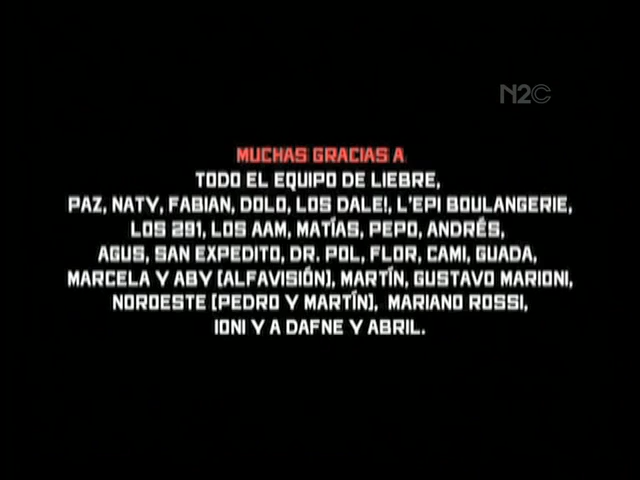 N2C
MUCHAS GRACIAS A
TODO EL EQUIPO DE LIEBRE,
PAZ, NATY, FABIAN, DOLO, LOS DALE!, L'EPI BOULANGERIE,
LOS 291, LOS AAM, MATÍAS, PEPO, ANDRÉS,
AGUS, SAN EXPEDITO, DR. POL, FLOR, CAMI, GUADA,
MARCELA Y ABY [ALFAVISIÓN], MARTÍN, GUSTAVO MARIONI,
NOROESTE [PEDRO Y MARTÍN], MARIANO ROSSI,
IONI Y A DAFNE Y ABRIL.